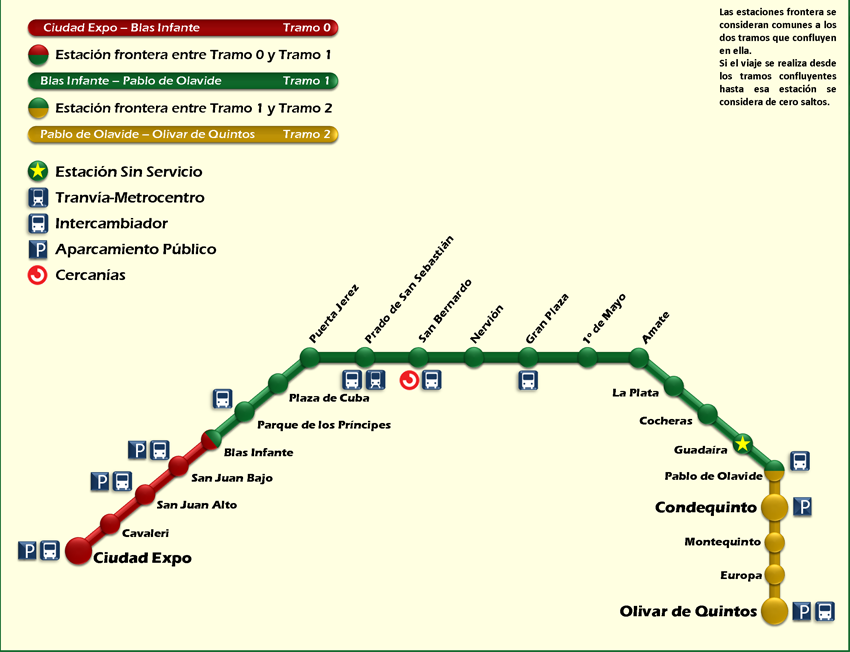 Ciudad Expo – Blas Infante Tramo 0
Estación frontera entre Tramo 0 y Tramo 1
Blas Infante – Pablo de Olavide Tramo 1
Estación frontera entre Tramo 1 y Tramo 2
Pablo de Olavide – Olivar de Quintos Tramo 2
Las estaciones frontera se
consideran comunes a los
dos tramos que confluyen
en ella.
Si el viaje se realiza desde
los tramos confluyentes
hasta esa estación se
considera de cero saltos.
Estación Sin Servicio
Tranvía-Metrocentro
Intercambiador
P Aparcamiento Público
Cercanías
Puerta Jerez
Prado de San Sebastián
San Bernardo
Nervión
Gran Plaza
1º de Mayo
Amate
Plaza de Cuba
Parque de los Príncipes
P
Blas Infante
P
San Juan Bajo
San Juan Alto
Cavaleri
P
Ciudad Expo
La Plata
Cocheras
Guadaíra
Pablo de Olavide
Condequinto P
Montequinto
Europa
Olivar de Quintos P